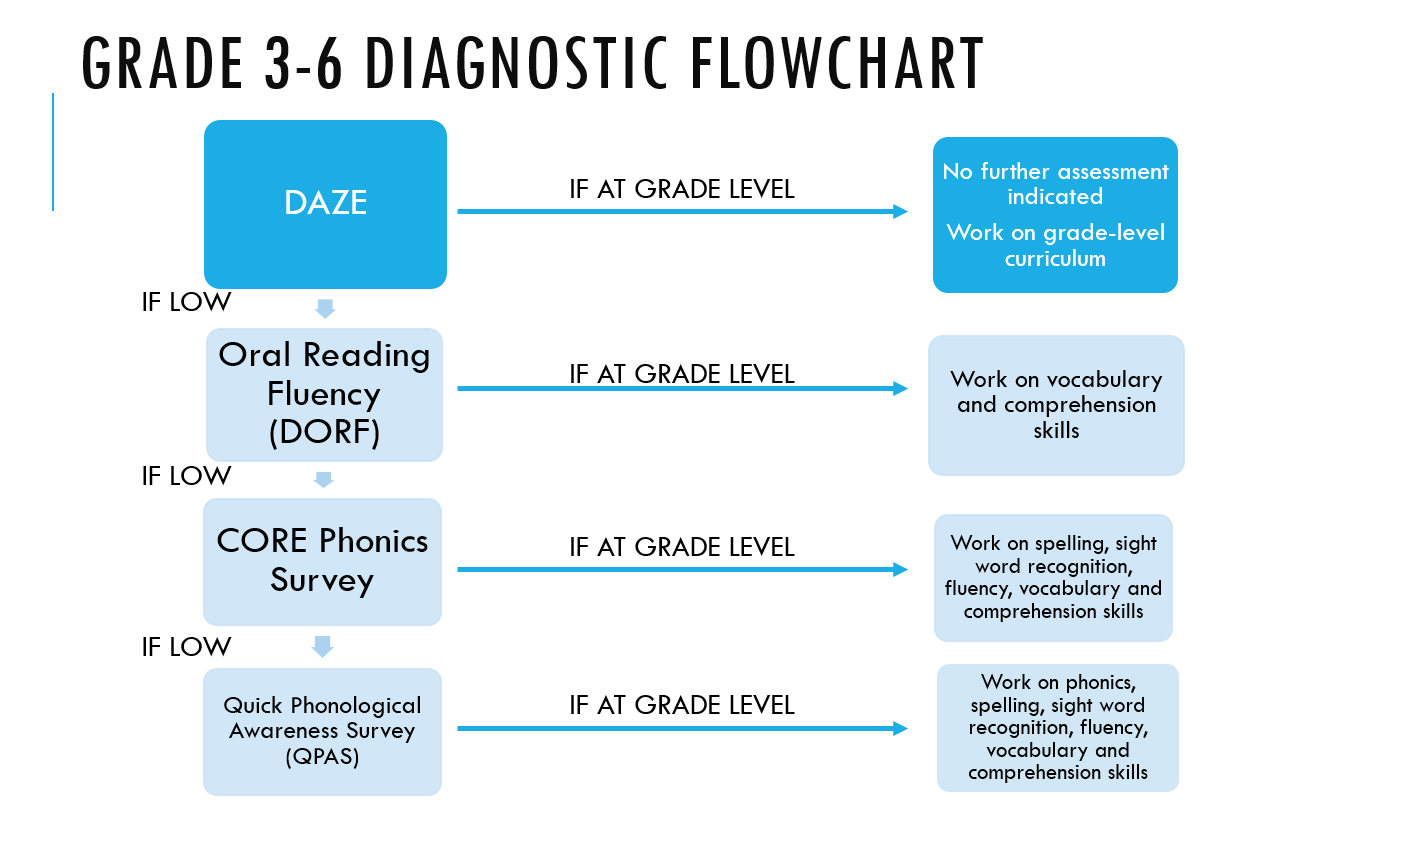 GRADE 3-6 DIAGNOSTIC FLOWCHART
DAZE
IF AT GRADE LEVEL
No further assessment
indicated
Work on grade-level
curriculum
IF LOW
Oral Reading
Fluency
(DORF)
IF AT GRADE LEVEL
Work on vocabulary
and comprehension
skills
IF LOW
CORE Phonics
Survey
IF AT GRADE LEVEL
Work on spelling, sight
word recognition,
fluency, vocabulary and
comprehension skills
IF LOW
Quick Phonological
Awareness Survey
(QPAS)
IF AT GRADE LEVEL
Work on phonics,
spelling, sight word
recognition, fluency,
vocabulary and
comprehension skills